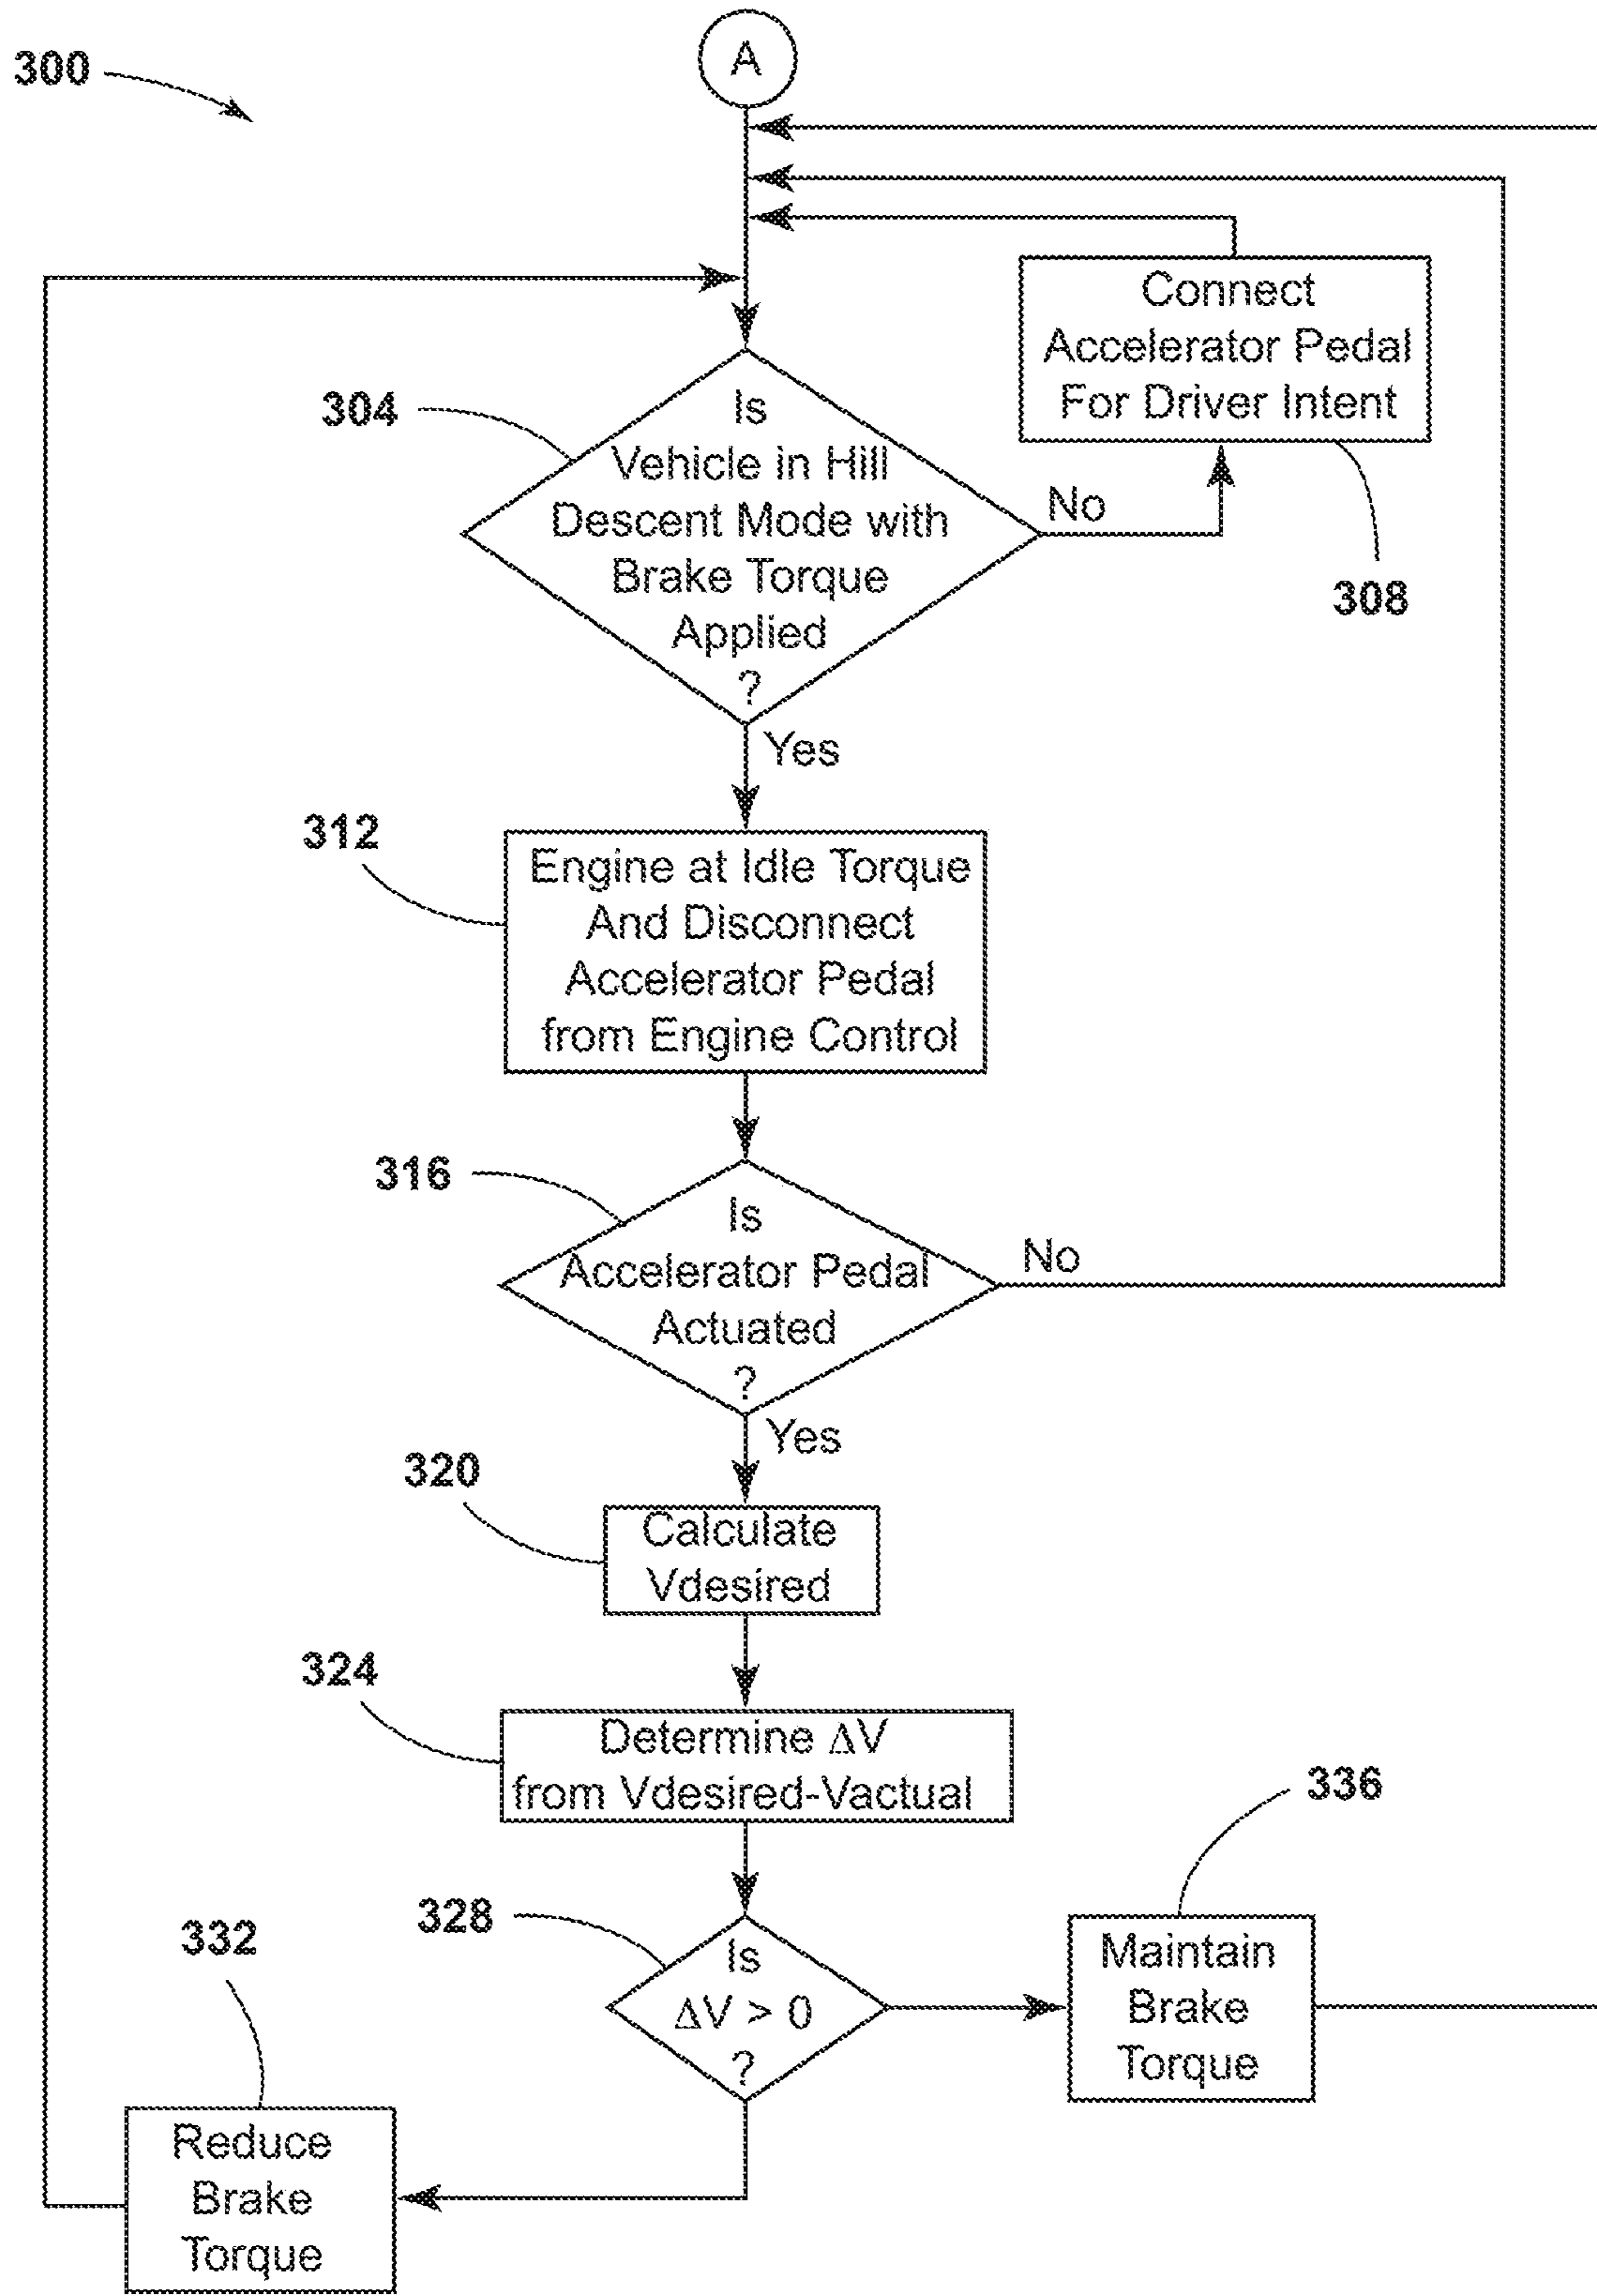 A
300
Connect
Accelerator Pedal
For Driver Intent
308
304
Is
Vehicle in Hill
Descent Mode with
Brake Torque
Applied
?
No
Yes
312
Engine at Idle Torque
And Disconnect
Accelerator Pedal
from Engine Control
316
Is
Accelerator Pedal
Actuated
?
No
Yes
320
Calculate
Vdesired
324
Determine ΔV
from Vdesired-Vactual
328
Is
ΔV > 0
?
336
Maintain
Brake
Torque
332
Reduce
Brake
Torque